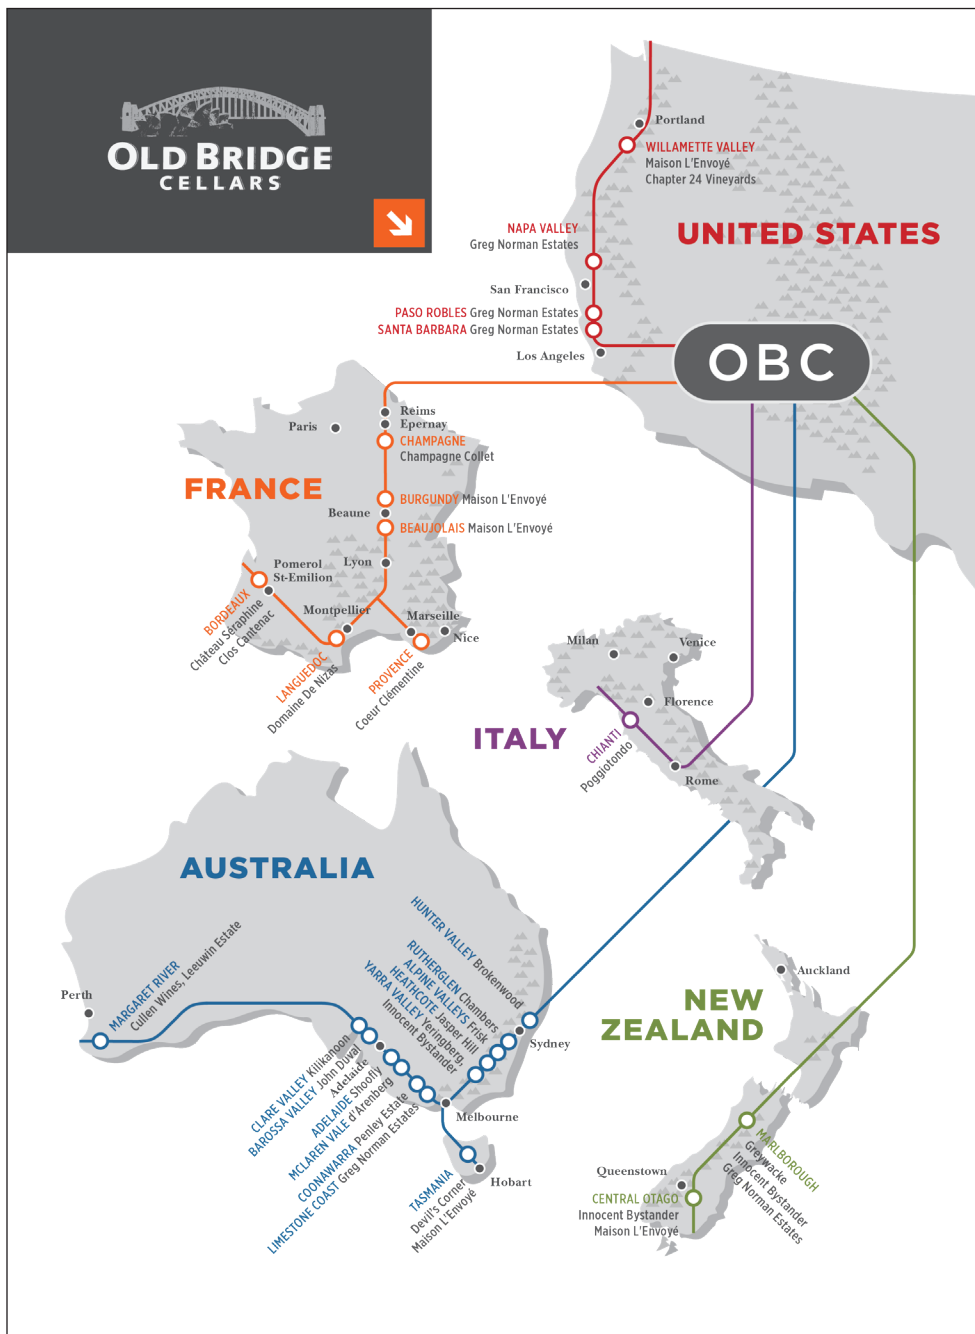 OLD BRIDGE
CELLARS
Portland
WILLAMETTE VALLEY
Maison L'Envoyé
Chapter 24 Vineyards
NAPA VALLEY
Greg Norman Estates
UNITED STATES
San Francisco
PASO ROBLES Greg Norman Estates
SANTA BARBARA Greg Norman Estates
Los Angeles
OBC
Reims
Epernay
Paris
CHAMPAGNE
Champagne Collet
FRANCE
BURGUNDY Maison L'Envoyé
Beaune
BEAUJOLAIS Maison L'Envoyé
Lyon
Pomerol
St-Emilion
BORDEAUX
Château Séraphine
Clos Cantenac
Montpellier
LANGUEDOC
Domaine De Nizas
Marseille
Nice
PROVENCE
Coeur Clémentine
Milan
Venice
Florence
ITALY
CHIANTI
Poggiotondo
Rome
AUSTRALIA
Perth
MARGARET RIVER
Cullen Wines, Leeuwin Estate
HUNTER VALLEY Brokenwood
RUTHERGLEN Chambers
ALPINE VALLEYS Frisk
HEATHCOTE Jasper Hill
YARRA VALLEY Yeringberg,
Innocent Bystander
Sydney
CLARE VALLEY Kilikanoon
BAROSSA VALLEY John Duval
Adelaide
ADELAIDE Shoofly
MCLAREN VALE d'Arenberg
COONAWARRA Penley Estate
LIMESTONE COAST Greg Norman Estates
Melbourne
TASMANIA
Devil's Corner
Maison L'Envoyé
Hobart
NEW
ZEALAND
Auckland
MARLBOROUGH
Greywacke
Innocent Bystander
Greg Norman Estates
Queenstown
CENTRAL OTAGO
Innocent Bystander
Maison L'Envoyé